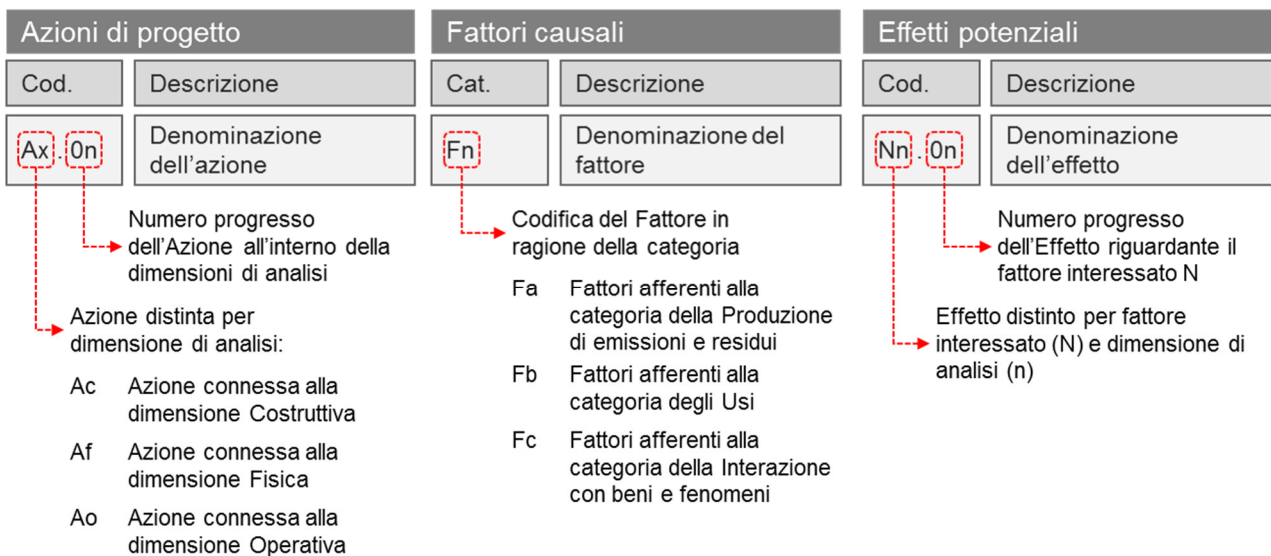 Azioni di progetto
Cod.
Descrizione
Ax . 0n
Denominazione
dell'azione
Numero progresso
dell'Azione all'interno della
dimensioni di analisi
Azione distinta per
dimensione di analisi:
Ac Azione connessa alla
dimensione Costruttiva
Af Azione connessa alla
dimensione Fisica
Ao Azione connessa alla
dimensione Operativa
Fattori causali
Cat.
Descrizione
Fn
Denominazione del
fattore
Codifica del Fattore in
ragione della categoria
Fa Fattori afferenti alla
categoria della Produzione
di emissioni e residui
Fb Fattori afferenti alla
categoria degli Usi
Fc Fattori afferenti alla
categoria della Interazione
con beni e fenomeni
Effetti potenziali
Cod.
Descrizione
Nn . 0n
Denominazione
dell'effetto
Numero progresso
dell'Effetto riguardante il
fattore interessato N
Effetto distinto per fattore
interessato (N) e dimensione di
analisi (n)